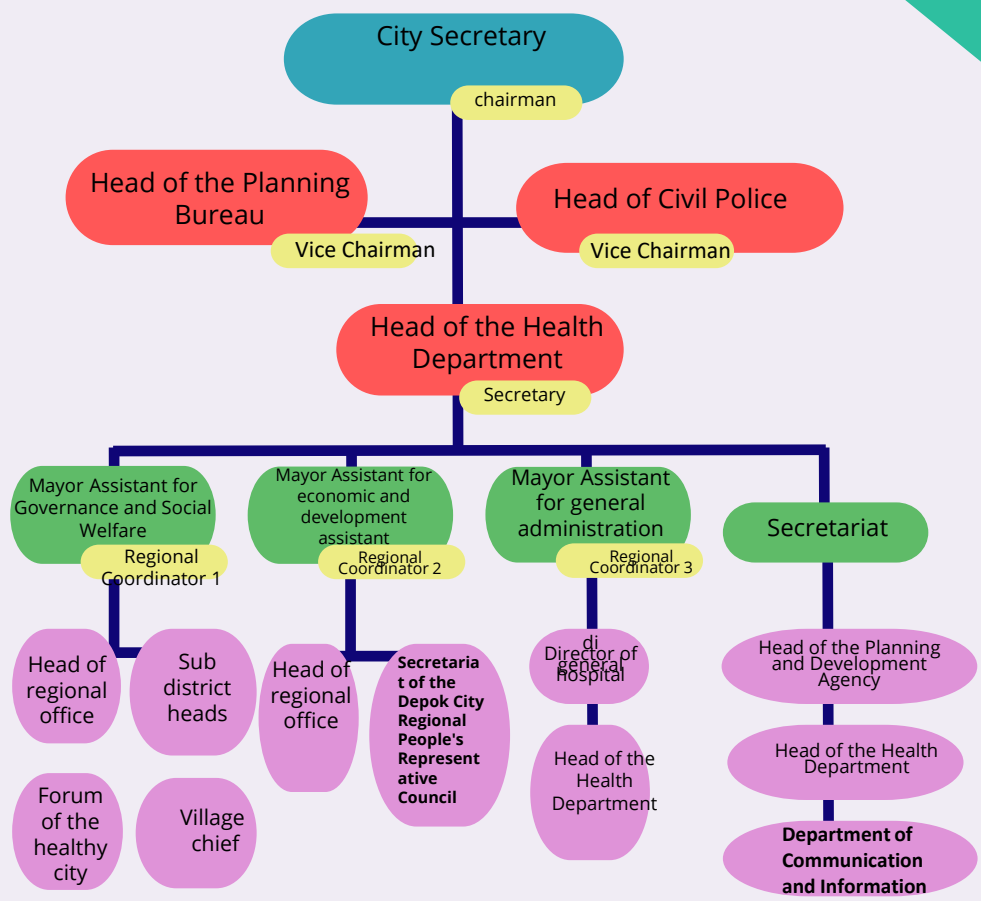 City Secretary
chairman
Head of the Planning
Bureau
Vice Chairman
Head of Civil Police
Vice Chairman
Head of the Health
Department
Secretary
Mayor Assistant for
Governance and Social
Welfare
Regional
Coordinator 1
Mayor Assistant for
economic and
development
assistant
Regional
Coordinator 2
Mayor Assistant
for general
administration
Regional
Coordinator 3
Secretariat
Head of
regional
office
Sub
district
heads
Forum
of the
healthy
city
Village
chief
Head of
regional
office
Secretaria
t of the
Depok City
Regional
People's
Represent
ative
Council
di
Director of
general
hospital
Head of the
Health
Department
Head of the Planning
and Development
Agency
Head of the Health
Department
Department of
Communication
and Information